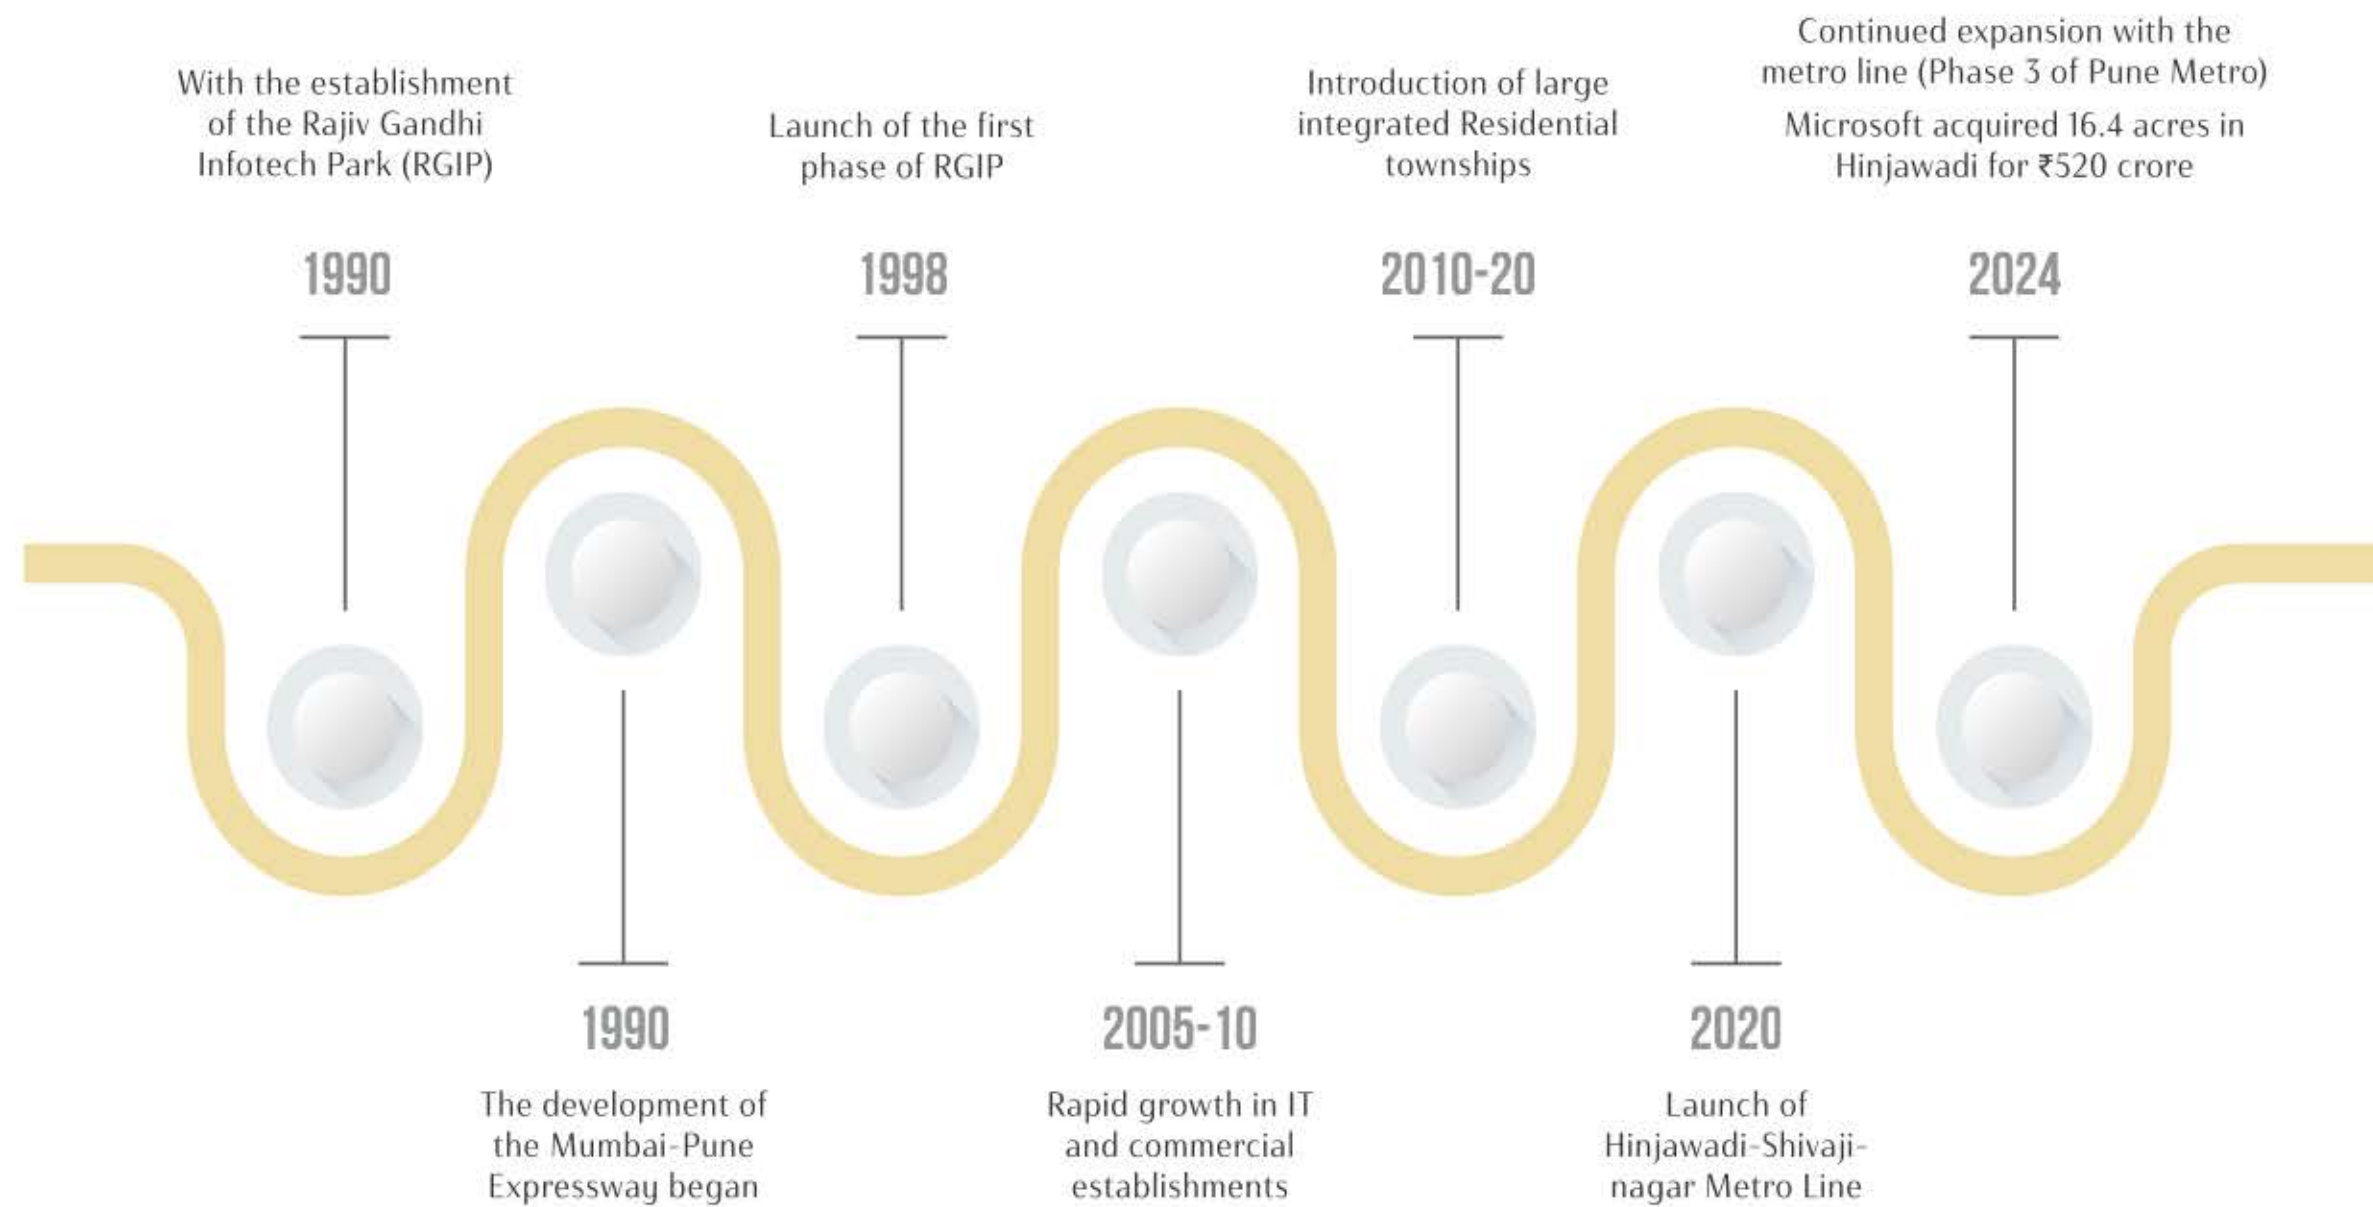 With the establishment
of the Rajiv Gandhi
Infotech Park (RGIP)
1990
The development of
the Mumbai-Pune
Expressway began
1990
Launch of the first
phase of RGIP
1998
2005-10
Rapid growth in IT
and commercial
establishments
Introduction of large
integrated Residential
townships
2010-20
2020
Launch of
Hinjawadi-Shivaji-
nagar Metro Line
Continued expansion with the
metro line (Phase 3 of Pune Metro)
Microsoft acquired 16.4 acres in
Hinjawadi for ₹520 crore
2024